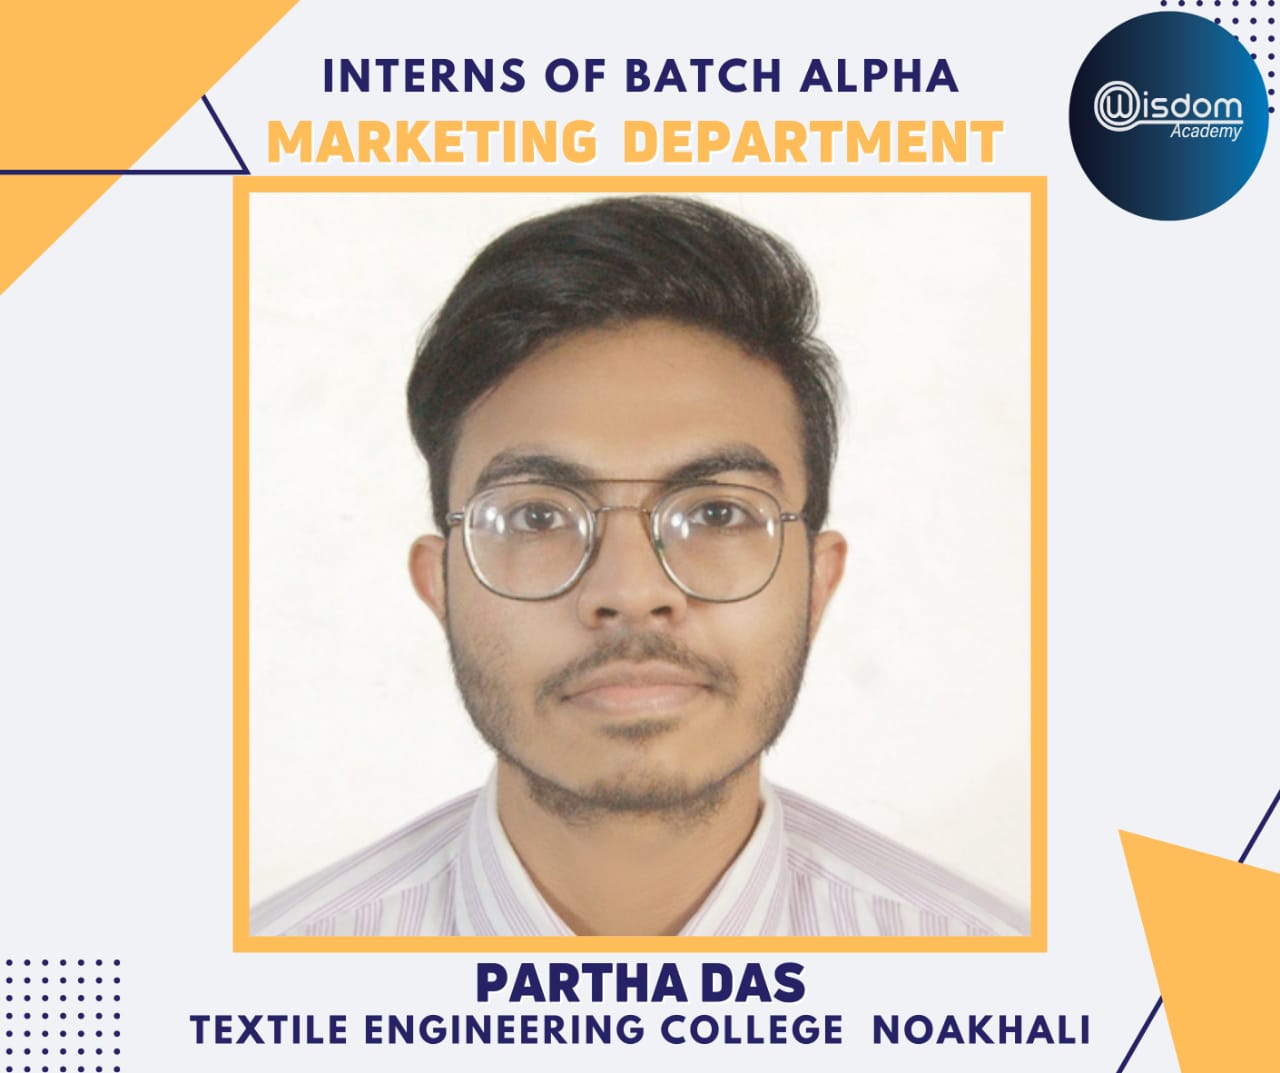 INTERNS OF BATCH ALPHA
MARKETING DEPARTMENT
Wisdom
Academy
PARTHA DAS
TEXTILE ENGINEERING COLLEGE NOAKHALI